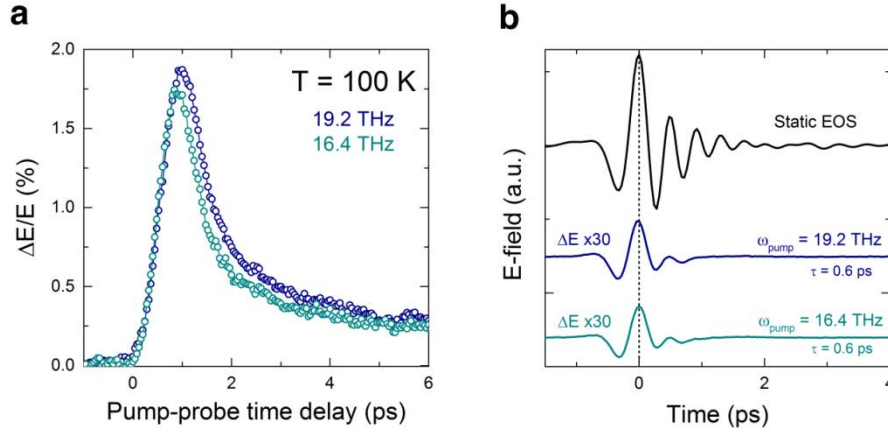 a
2.0
1.5
1.0
0.5
0.0
ΔE/E (%)
T = 100 K
19.2 THz
16.4 THz
0 2 4 6
Pump-probe time delay (ps)
b
E-field (a.u.)
Static EOS
ΔE x30
ω_pump = 19.2 THz
τ = 0.6 ps
ΔE x30
ω_pump = 16.4 THz
τ = 0.6 ps
0 2 4
Time (ps)